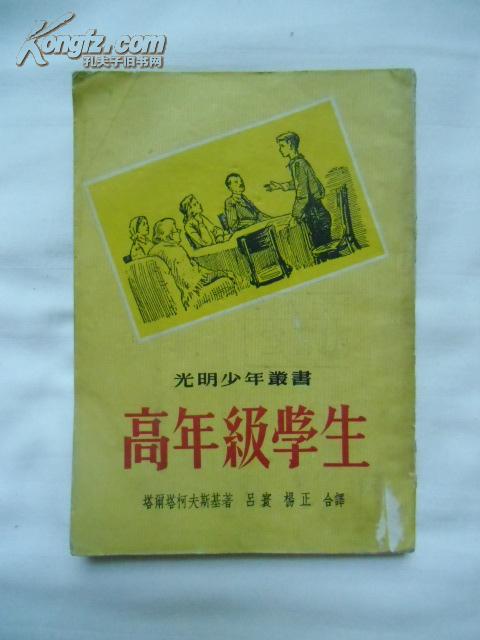 Kongfz.com
孔夫子旧书网
光明少年叢書
高年級學生
塔爾塔柯夫斯基著 呂寰 楊正 合譯